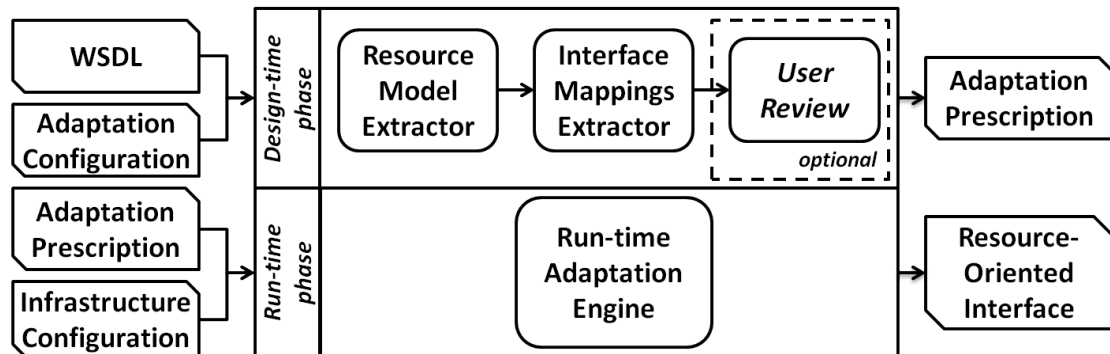 WSDL
Adaptation
Configuration
Design-time
phase
Resource
Model
Extractor
Interface
Mappings
Extractor
User
Review
optional
Adaptation
Prescription
Adaptation
Prescription
Infrastructure
Configuration
Run-time
phase
Run-time
Adaptation
Engine
Resource-
Oriented
Interface